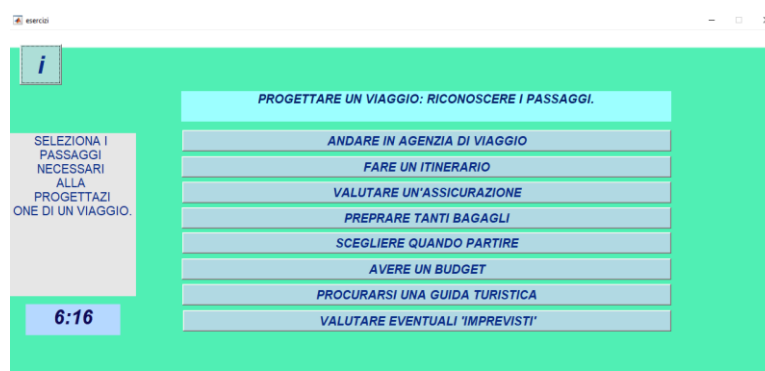 esercizi
i
PROGETTARE UN VIAGGIO: RICONOSCERE I PASSAGGI.
SELEZIONA I
PASSAGGI
NECESSARI
ALLA
PROGETTAZI
ONE DI UN VIAGGIO.
ANDARE IN AGENZIA DI VIAGGIO
FARE UN ITINERARIO
VALUTARE UN'ASSICURAZIONE
PREPRARE TANTI BAGAGLI
SCEGLIERE QUANDO PARTIRE
AVERE UN BUDGET
PROCURARSI UNA GUIDA TURISTICA
VALUTARE EVENTUALI 'IMPREVISTI'
6:16